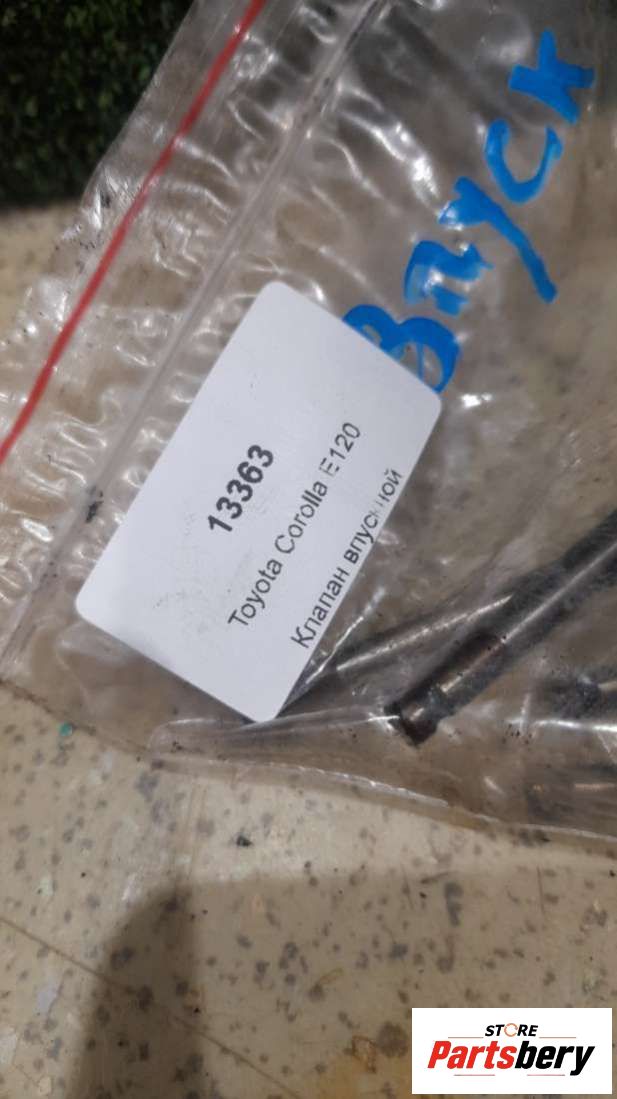 Впуск
13363
Toyota Corolla E120
Клапан впускной
STORE
Partsbery